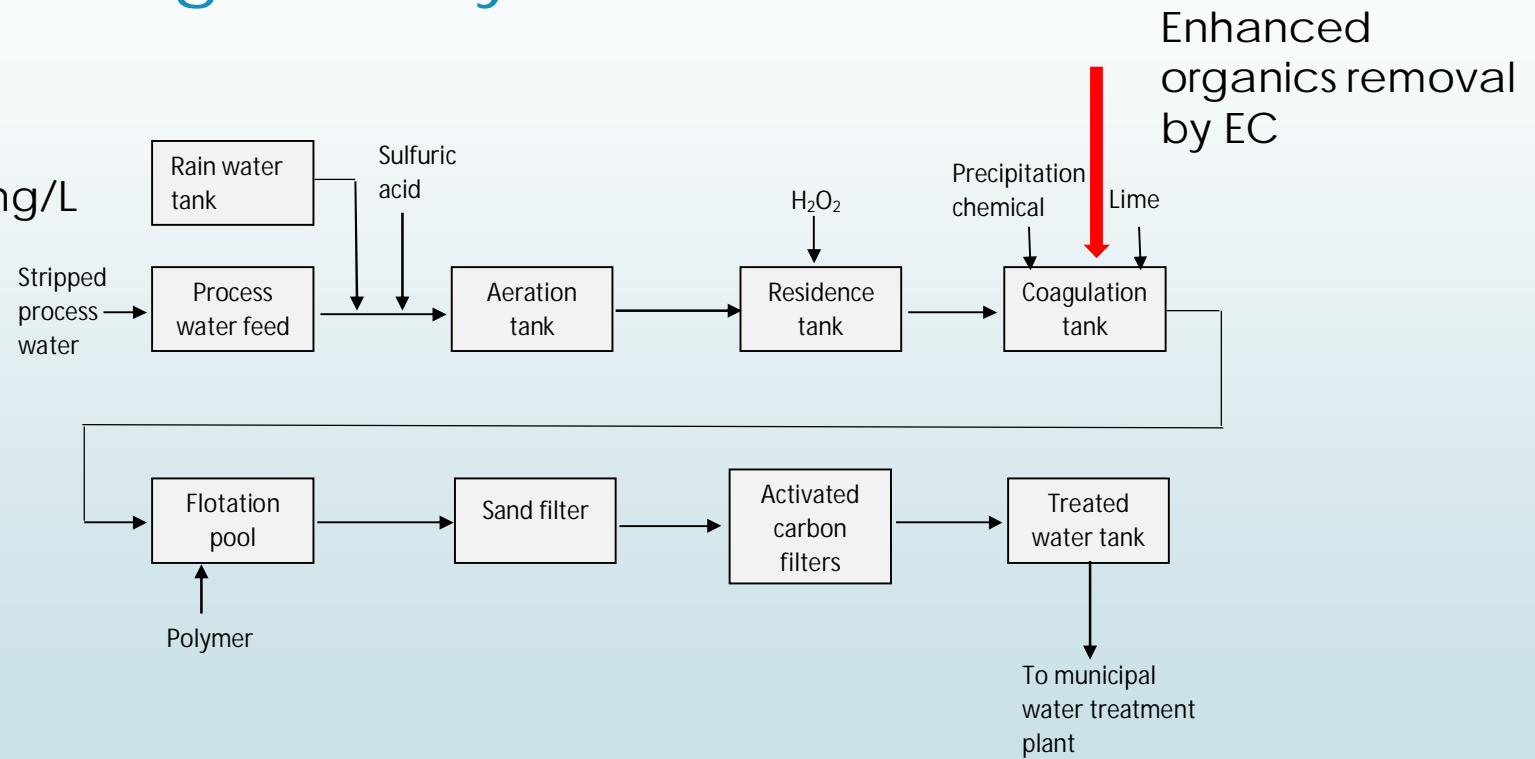 Enhanced
organics removal
by EC
mg/L
Rain water
tank
Sulfuric
acid
H₂O₂
Precipitation
chemical
Lime
Stripped
process
water
Process
water feed
Aeration
tank
Residence
tank
Coagulation
tank
Flotation
pool
Sand filter
Activated
carbon
filters
Treated
water tank
Polymer
To municipal
water treatment
plant